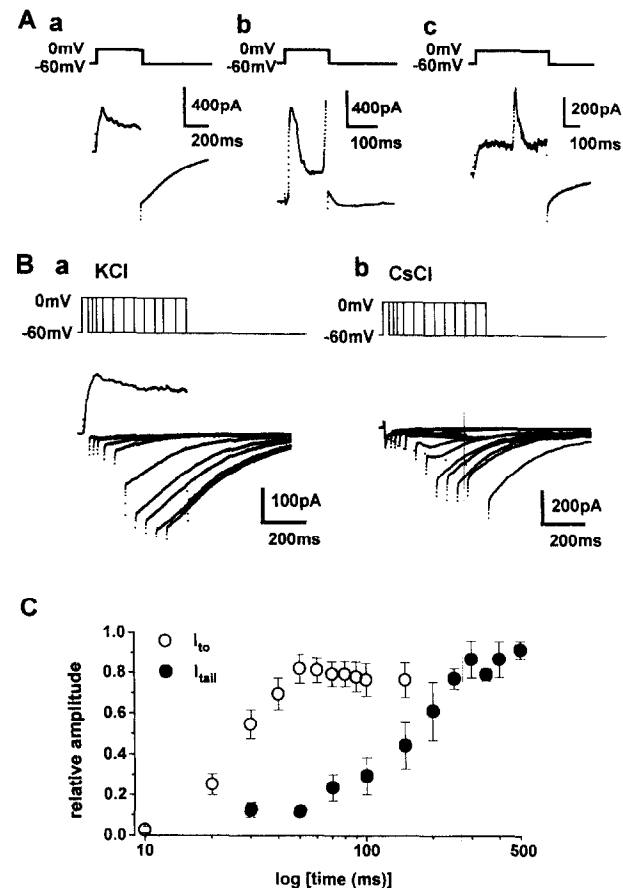 A a b c
0mV 0mV 0mV
-60mV -60mV -60mV
400pA 400pA 200pA
200ms 100ms 100ms
B a KCl b CsCl
0mV 0mV
-60mV -60mV
100pA 200pA
200ms 200ms
C
1.0
0.8
0.6
0.4
0.2
0.0
relative amplitude
Ito
Itail
10 100 500
log [time (ms)]